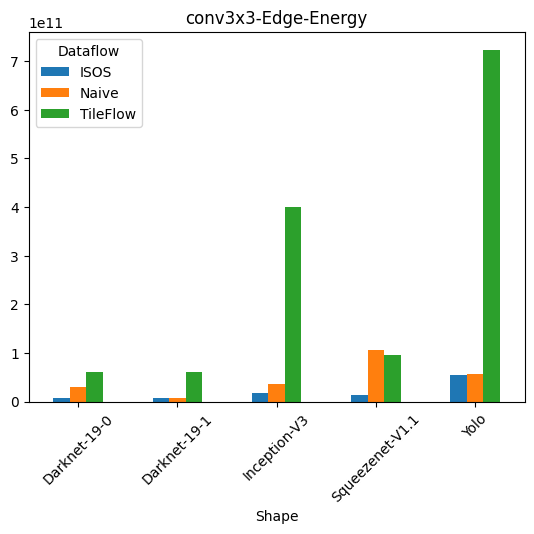 conv3x3-Edge-Energy
1e11
Dataflow
ISOS
Naive
TileFlow
7
6
5
4
3
2
1
0
Darknet-19-0
Darknet-19-1
Inception-V3
Squeezenet-V1.1
Yolo
Shape